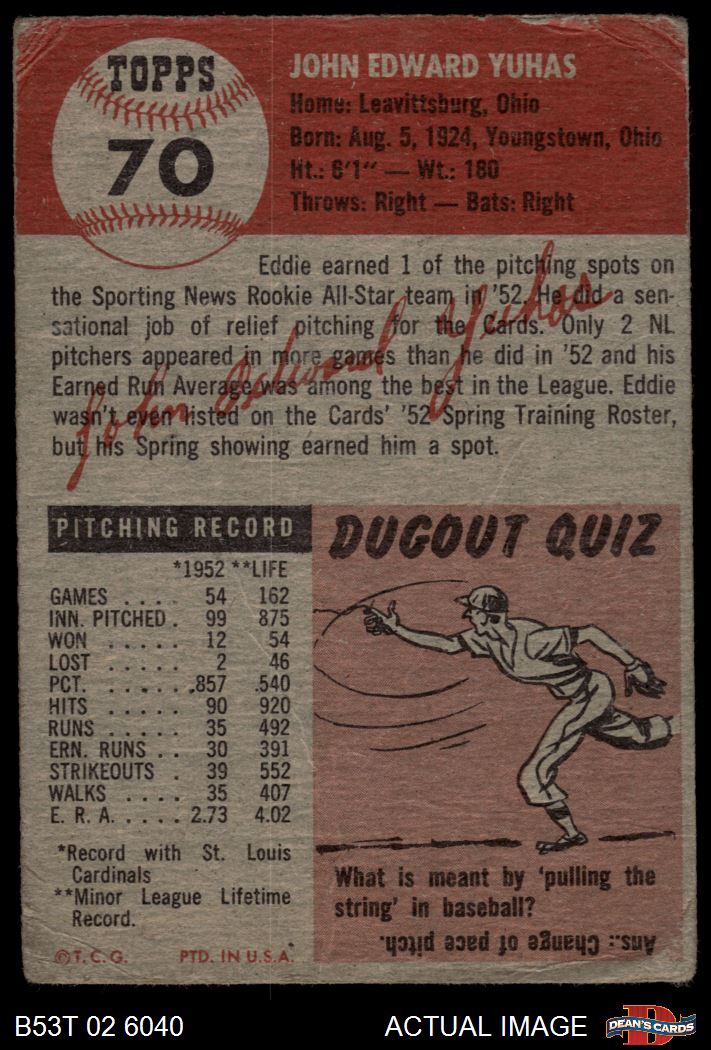 TOPPS
70
JOHN EDWARD YUHAS
Home: Leavittsburg, Ohio
Born: Aug. 5, 1924, Youngstown, Ohio
Ht.: 6'1" — Wt.: 180
Throws: Right — Bats: Right
Eddie earned 1 of the pitching spots on
the Sporting News Rookie All-Star team in '52. He did a sen-
sational job of relief pitching for the Cards. Only 2 NL
pitchers appeared in more games than he did in '52 and his
Earned Run Average was among the best in the League. Eddie
wasn't even listed on the Cards' '52 Spring Training Roster,
but his Spring showing earned him a spot.
John Edward Yuhas
PITCHING RECORD
*1952 **LIFE
GAMES .... 54 162
INN. PITCHED . 99 875
WON ..... 12 54
LOST ..... 2 46
PCT. ..... .857 .540
HITS ..... 90 920
RUNS ..... 35 492
ERN. RUNS .. 30 391
STRIKEOUTS . 39 552
WALKS .... 35 407
E. R. A. .... 2.73 4.02
*Record with St. Louis
Cardinals
**Minor League Lifetime
Record.
©T. C. G. PTD. IN U.S.A.
DUGOUT QUIZ
What is meant by 'pulling the
string' in baseball?
Ans.: Change of pace pitch.
B53T 02 6040
ACTUAL IMAGE
D
DEAN'S CARDS